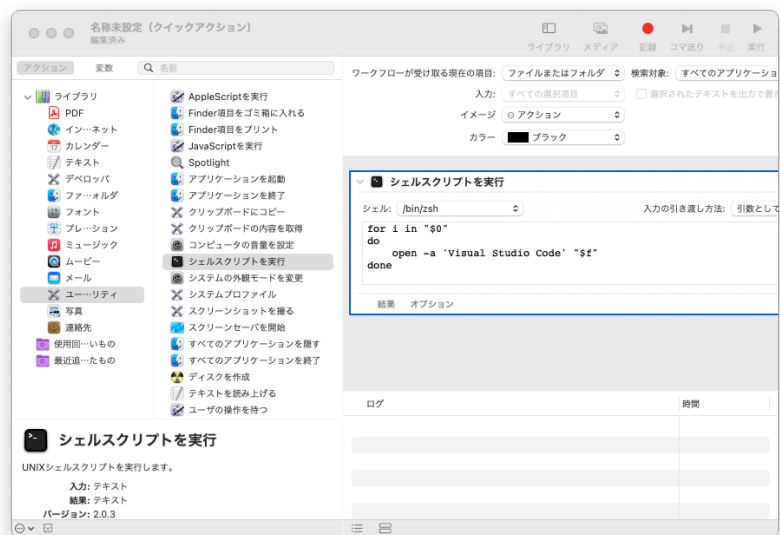 名称未設定（クイックアクション）
編集済み
ライブラリ
メディア
記録
コマ送り
中止
実行
アクション
変数
名前
ライブラリ
PDF
イン…ネット
カレンダー
テキスト
デベロッパ
ファ…ォルダ
フォント
プレ…ション
ミュージック
ムービー
メール
ユー…リティ
写真
連絡先
使用回…いもの
最近追…たもの
AppleScriptを実行
Finder項目をゴミ箱に入れる
Finder項目をプリント
JavaScriptを実行
Spotlight
アプリケーションを起動
アプリケーションを終了
クリップボードにコピー
クリップボードの内容を取得
コンピュータの音量を設定
シェルスクリプトを実行
システムの外観モードを変更
システムプロファイル
スクリーンショットを撮る
スクリーンセーバを開始
すべてのアプリケーションを隠す
すべてのアプリケーションを終了
ディスクを作成
テキストを読み上げる
ユーザの操作を待つ
シェルスクリプトを実行
UNIXシェルスクリプトを実行します。
入力: テキスト
結果: テキスト
バージョン: 2.0.3
ワークフローが受け取る現在の項目: ファイルまたはフォルダ 検索対象: すべてのアプリケーショ
入力: すべての選択項目 選択されたテキストを出力で置き
イメージ アクション
カラー ブラック
シェルスクリプトを実行
シェル: /bin/zsh 入力の引き渡し方法: 引数として
for i in "$0"
do
    open -a 'Visual Studio Code' "$f"
done
結果 オプション
ログ 時間